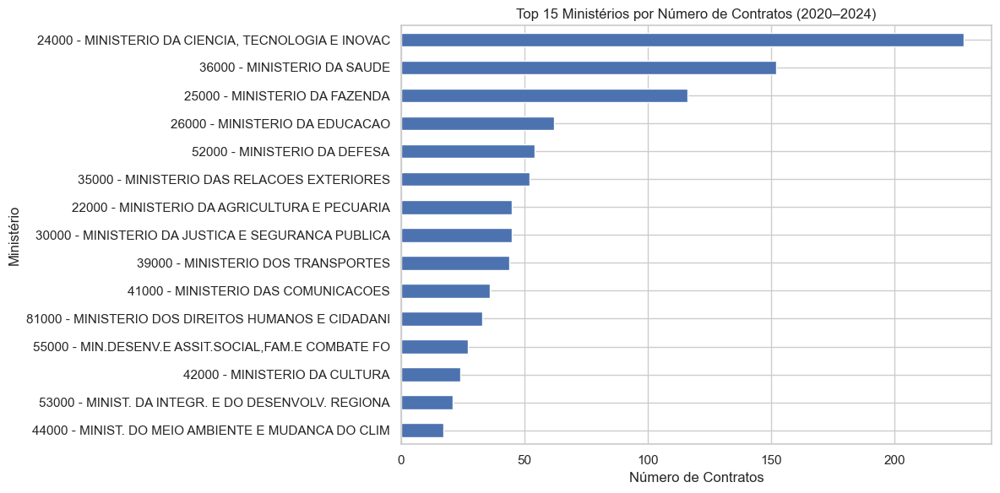 Top 15 Ministérios por Número de Contratos (2020–2024)
24000 - MINISTERIO DA CIENCIA, TECNOLOGIA E INOVAC
36000 - MINISTERIO DA SAUDE
25000 - MINISTERIO DA FAZENDA
26000 - MINISTERIO DA EDUCACAO
52000 - MINISTERIO DA DEFESA
35000 - MINISTERIO DAS RELACOES EXTERIORES
22000 - MINISTERIO DA AGRICULTURA E PECUARIA
30000 - MINISTERIO DA JUSTICA E SEGURANCA PUBLICA
39000 - MINISTERIO DOS TRANSPORTES
41000 - MINISTERIO DAS COMUNICACOES
81000 - MINISTERIO DOS DIREITOS HUMANOS E CIDADANI
55000 - MIN.DESENV.E ASSIT.SOCIAL,FAM.E COMBATE FO
42000 - MINISTERIO DA CULTURA
53000 - MINIST. DA INTEGR. E DO DESENVOLV. REGIONA
44000 - MINIST. DO MEIO AMBIENTE E MUDANCA DO CLIM
Ministério
0 50 100 150 200
Número de Contratos